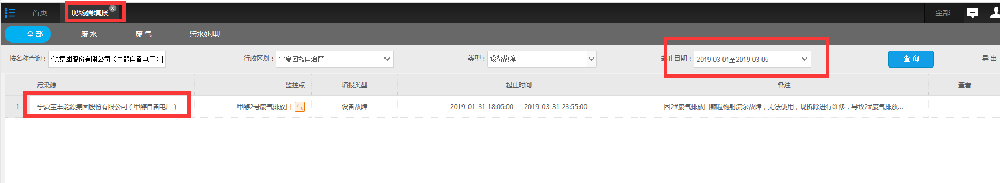 首页
现场端填报
全部
全 部
废 水
废 气
污水处理厂
按名称查询：
源集团股份有限公司（甲醇自备电厂）
行政区划：
宁夏回族自治区
类型：
设备故障
起止日期：
2019-03-01至2019-03-05
查 询
导 出
污染源
监控点
填报类型
起止时间
备注
查看
1
宁夏宝丰能源集团股份有限公司（甲醇自备电厂）
甲醇2号废气排放口 气
设备故障
2019-01-31 18:05:00 — 2019-03-31 23:55:00
因2#废气排放口颗粒物射流泵故障，无法使用，现拆除进行维修，导致2#废气排放...